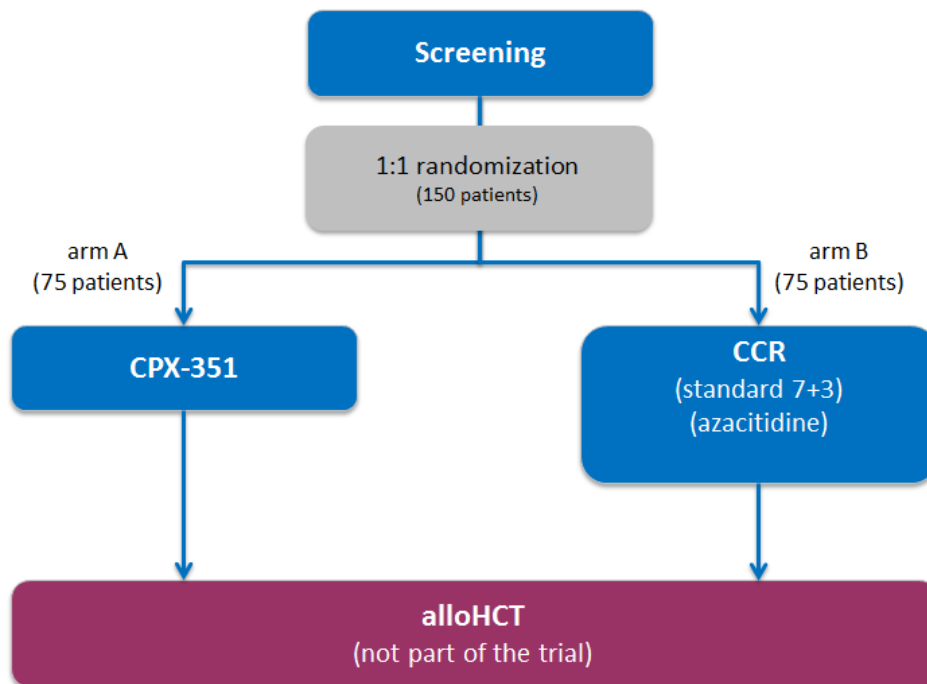 Screening
1:1 randomization
(150 patients)
arm A
(75 patients)
arm B
(75 patients)
CPX-351
CCR
(standard 7+3)
(azacitidine)
alloHCT
(not part of the trial)